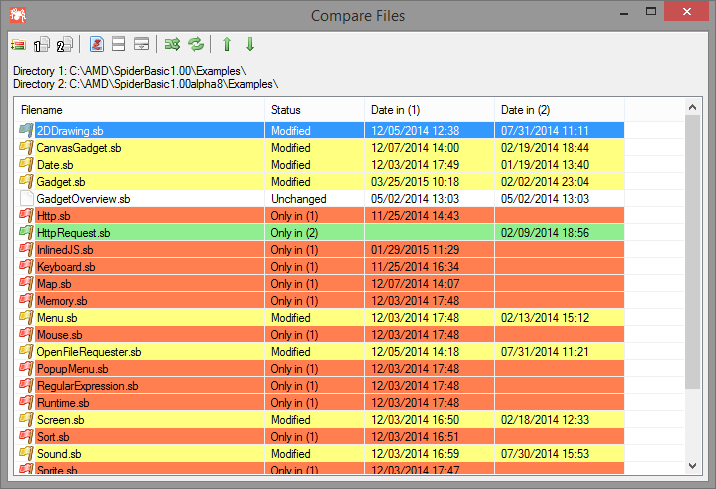 Compare Files
1 2
Directory 1: C:\AMD\SpiderBasic1.00\Examples\
Directory 2: C:\AMD\SpiderBasic1.00alpha8\Examples\
Filename Status Date in (1) Date in (2)
2DDrawing.sb Modified 12/05/2014 12:38 07/31/2014 11:11
CanvasGadget.sb Modified 12/07/2014 14:00 02/19/2014 18:44
Date.sb Modified 12/03/2014 17:49 01/19/2014 13:40
Gadget.sb Modified 03/25/2015 10:18 02/02/2014 23:04
GadgetOverview.sb Unchanged 05/02/2014 13:03 05/02/2014 13:03
Http.sb Only in (1) 11/25/2014 14:43
HttpRequest.sb Only in (2) 02/09/2014 18:56
InlinedJS.sb Only in (1) 01/29/2015 11:29
Keyboard.sb Only in (1) 11/25/2014 16:34
Map.sb Only in (1) 12/07/2014 14:07
Memory.sb Only in (1) 12/03/2014 17:48
Menu.sb Modified 12/03/2014 17:48 02/13/2014 15:12
Mouse.sb Only in (1) 12/03/2014 17:48
OpenFileRequester.sb Modified 12/05/2014 14:18 07/31/2014 11:21
PopupMenu.sb Only in (1) 12/03/2014 17:48
RegularExpression.sb Only in (1) 12/03/2014 17:48
Runtime.sb Only in (1) 12/03/2014 17:48
Screen.sb Modified 12/03/2014 16:50 02/18/2014 12:33
Sort.sb Only in (1) 12/03/2014 16:51
Sound.sb Modified 12/03/2014 16:59 07/30/2014 15:53
Sprite.sb Only in (1) 12/03/2014 17:47